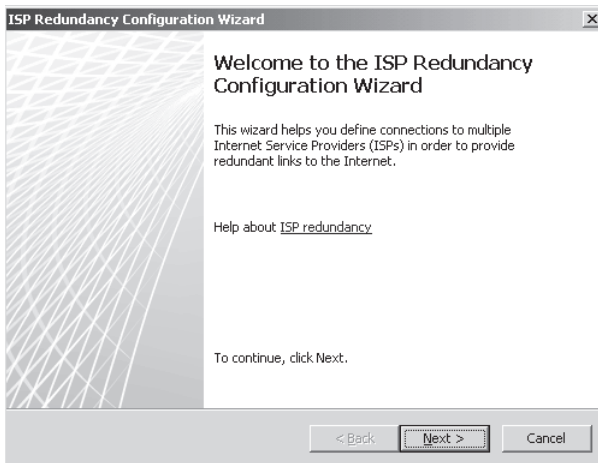 ISP Redundancy Configuration Wizard
Welcome to the ISP Redundancy
Configuration Wizard
This wizard helps you define connections to multiple
Internet Service Providers (ISPs) in order to provide
redundant links to the Internet.
Help about ISP redundancy
To continue, click Next.
< Back
Next >
Cancel